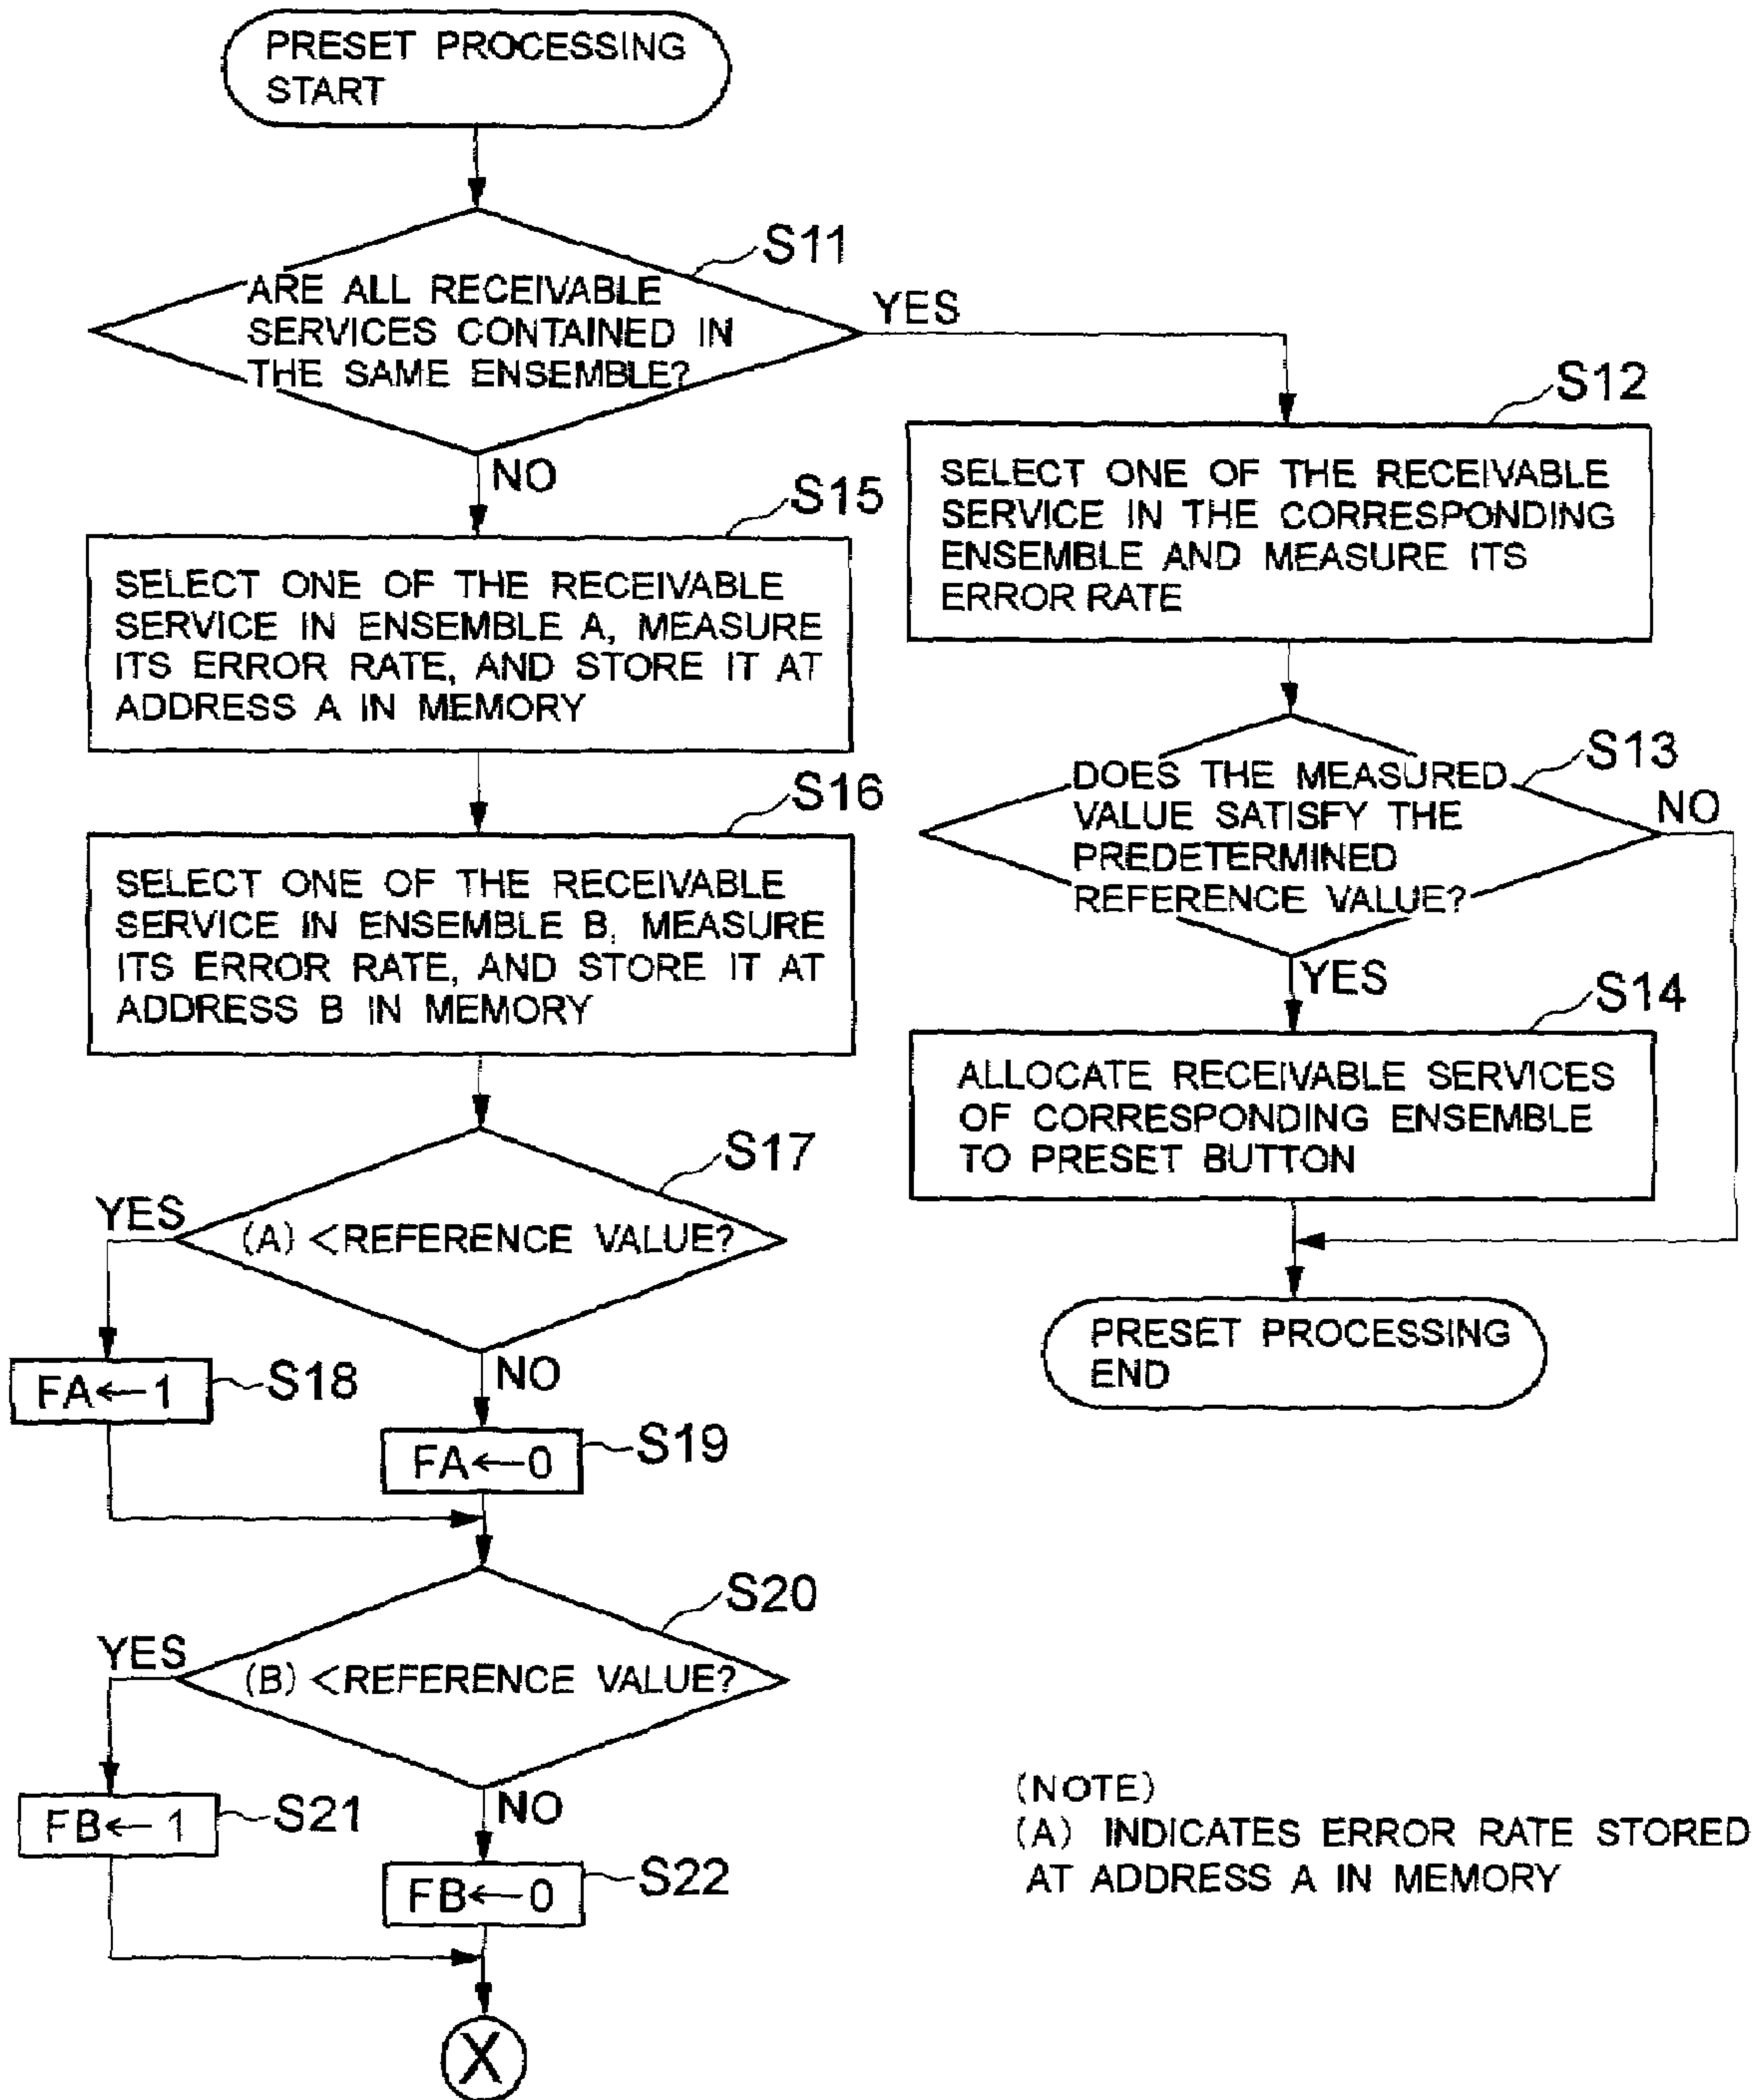 PRESET PROCESSING
START
S11
ARE ALL RECEIVABLE
SERVICES CONTAINED IN
THE SAME ENSEMBLE?
YES
NO
S12
SELECT ONE OF THE RECEIVABLE
SERVICE IN THE CORRESPONDING
ENSEMBLE AND MEASURE ITS
ERROR RATE
S13
DOES THE MEASURED
VALUE SATISFY THE
PREDETERMINED
REFERENCE VALUE?
NO
YES
S14
ALLOCATE RECEIVABLE SERVICES
OF CORRESPONDING ENSEMBLE
TO PRESET BUTTON
PRESET PROCESSING
END
S15
SELECT ONE OF THE RECEIVABLE
SERVICE IN ENSEMBLE A, MEASURE
ITS ERROR RATE, AND STORE IT AT
ADDRESS A IN MEMORY
S16
SELECT ONE OF THE RECEIVABLE
SERVICE IN ENSEMBLE B, MEASURE
ITS ERROR RATE, AND STORE IT AT
ADDRESS B IN MEMORY
S17
YES
(A) <REFERENCE VALUE?
NO
FA←1
S18
FA←0
S19
S20
YES
(B) <REFERENCE VALUE?
NO
FB←1
S21
FB←0
S22
X
(NOTE)
(A) INDICATES ERROR RATE STORED
AT ADDRESS A IN MEMORY